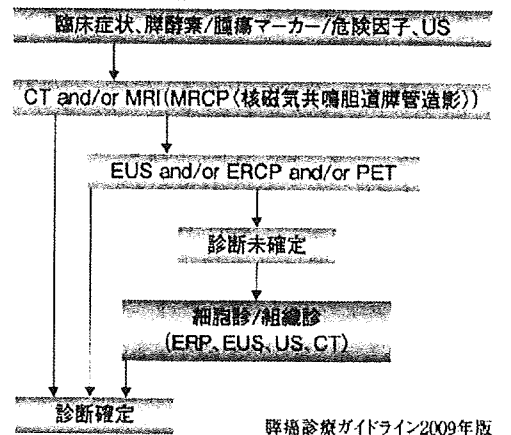 臨床症状、膵酵素/腫瘍マーカー/危険因子、US
CT and/or MRI(MRCP〈核磁気共鳴胆道膵管造影〉)
EUS and/or ERCP and/or PET
診断未確定
細胞診/組織診
(ERP、EUS、US、CT)
診断確定
膵癌診療ガイドライン2009年版